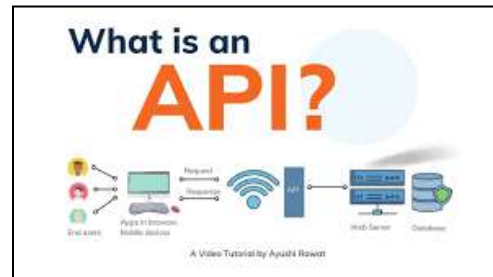 What is an
API?
Request
Response
API
End users
Apps in browser
Mobile devices
Web Server
Database
A Video Tutorial by Ayushi Rawat